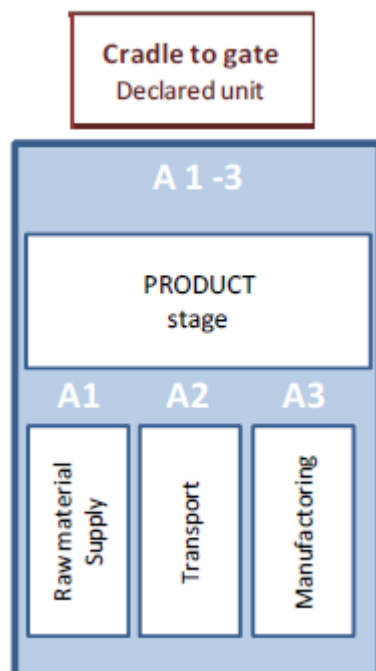 Cradle to gate
Declared unit
A 1 -3
PRODUCT
stage
A1 A2 A3
Raw material
Supply
Transport
Manufactoring